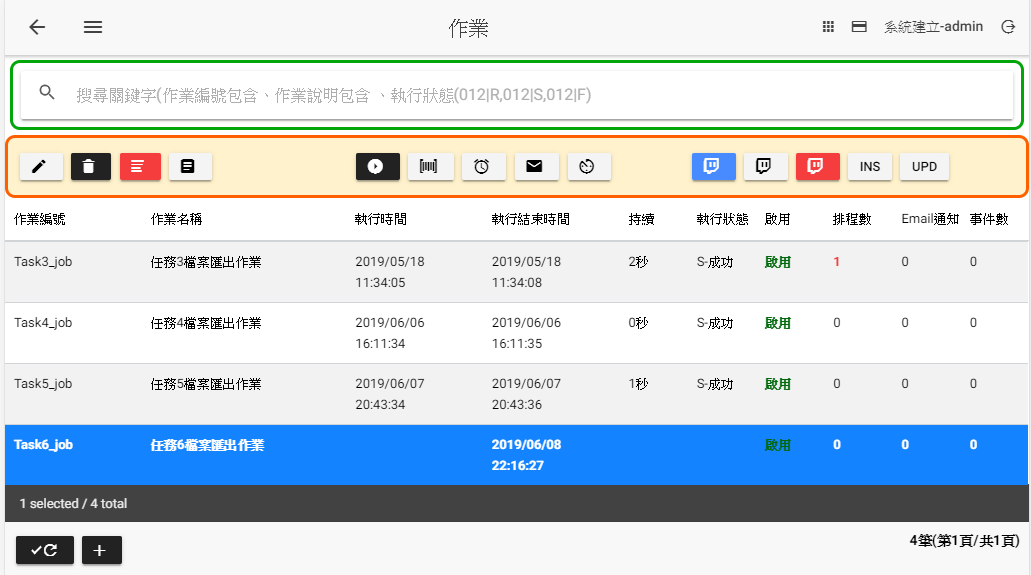 作業
系統建立-admin
搜尋關鍵字(作業編號包含、作業說明包含 、執行狀態(012|R,012|S,012|F)
INS UPD
作業編號 作業名稱 執行時間 執行結束時間 持續 執行狀態 啟用 排程數 Email通知 事件數
Task3_job 任務3檔案匯出作業 2019/05/18 2019/05/18 2秒 S-成功 啟用 1 0 0
11:34:05 11:34:08
Task4_job 任務4檔案匯出作業 2019/06/06 2019/06/06 0秒 S-成功 啟用 0 0 0
16:11:34 16:11:35
Task5_job 任務5檔案匯出作業 2019/06/07 2019/06/07 1秒 S-成功 啟用 0 0 0
20:43:34 20:43:36
Task6_job 任務6檔案匯出作業 2019/06/08 啟用 0 0 0
22:16:27
1 selected / 4 total
4筆(第1頁/共1頁)